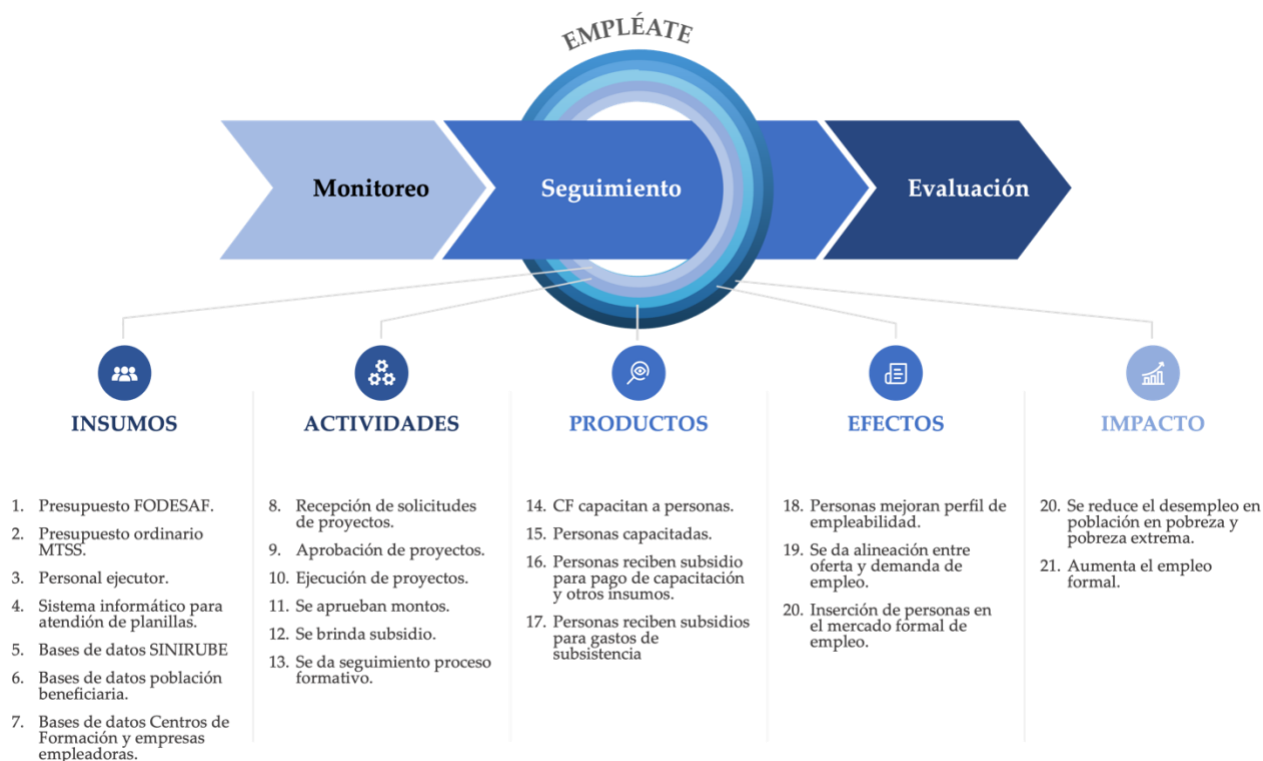 EMPLÉATE
Monitoreo
Seguimiento
Evaluación
INSUMOS
1. Presupuesto FODESAF.
2. Presupuesto ordinario
MTSS.
3. Personal ejecutor.
4. Sistema informático para
atención de planillas.
5. Bases de datos SINIRUBE
6. Bases de datos población
beneficiaria.
7. Bases de datos Centros de
Formación y empresas
empleadoras.
ACTIVIDADES
8. Recepción de solicitudes
de proyectos.
9. Aprobación de proyectos.
10. Ejecución de proyectos.
11. Se aprueban montos.
12. Se brinda subsidio.
13. Se da seguimiento proceso
formativo.
PRODUCTOS
14. CF capacitan a personas.
15. Personas capacitadas.
16. Personas reciben subsidio
para pago de capacitación
y otros insumos.
17. Personas reciben subsidios
para gastos de
subsistencia
EFECTOS
18. Personas mejoran perfil de
empleabilidad.
19. Se da alineación entre
oferta y demanda de
empleo.
20. Inserción de personas en
el mercado formal de
empleo.
IMPACTO
20. Se reduce el desempleo en
población en pobreza y
pobreza extrema.
21. Aumenta el empleo
formal.